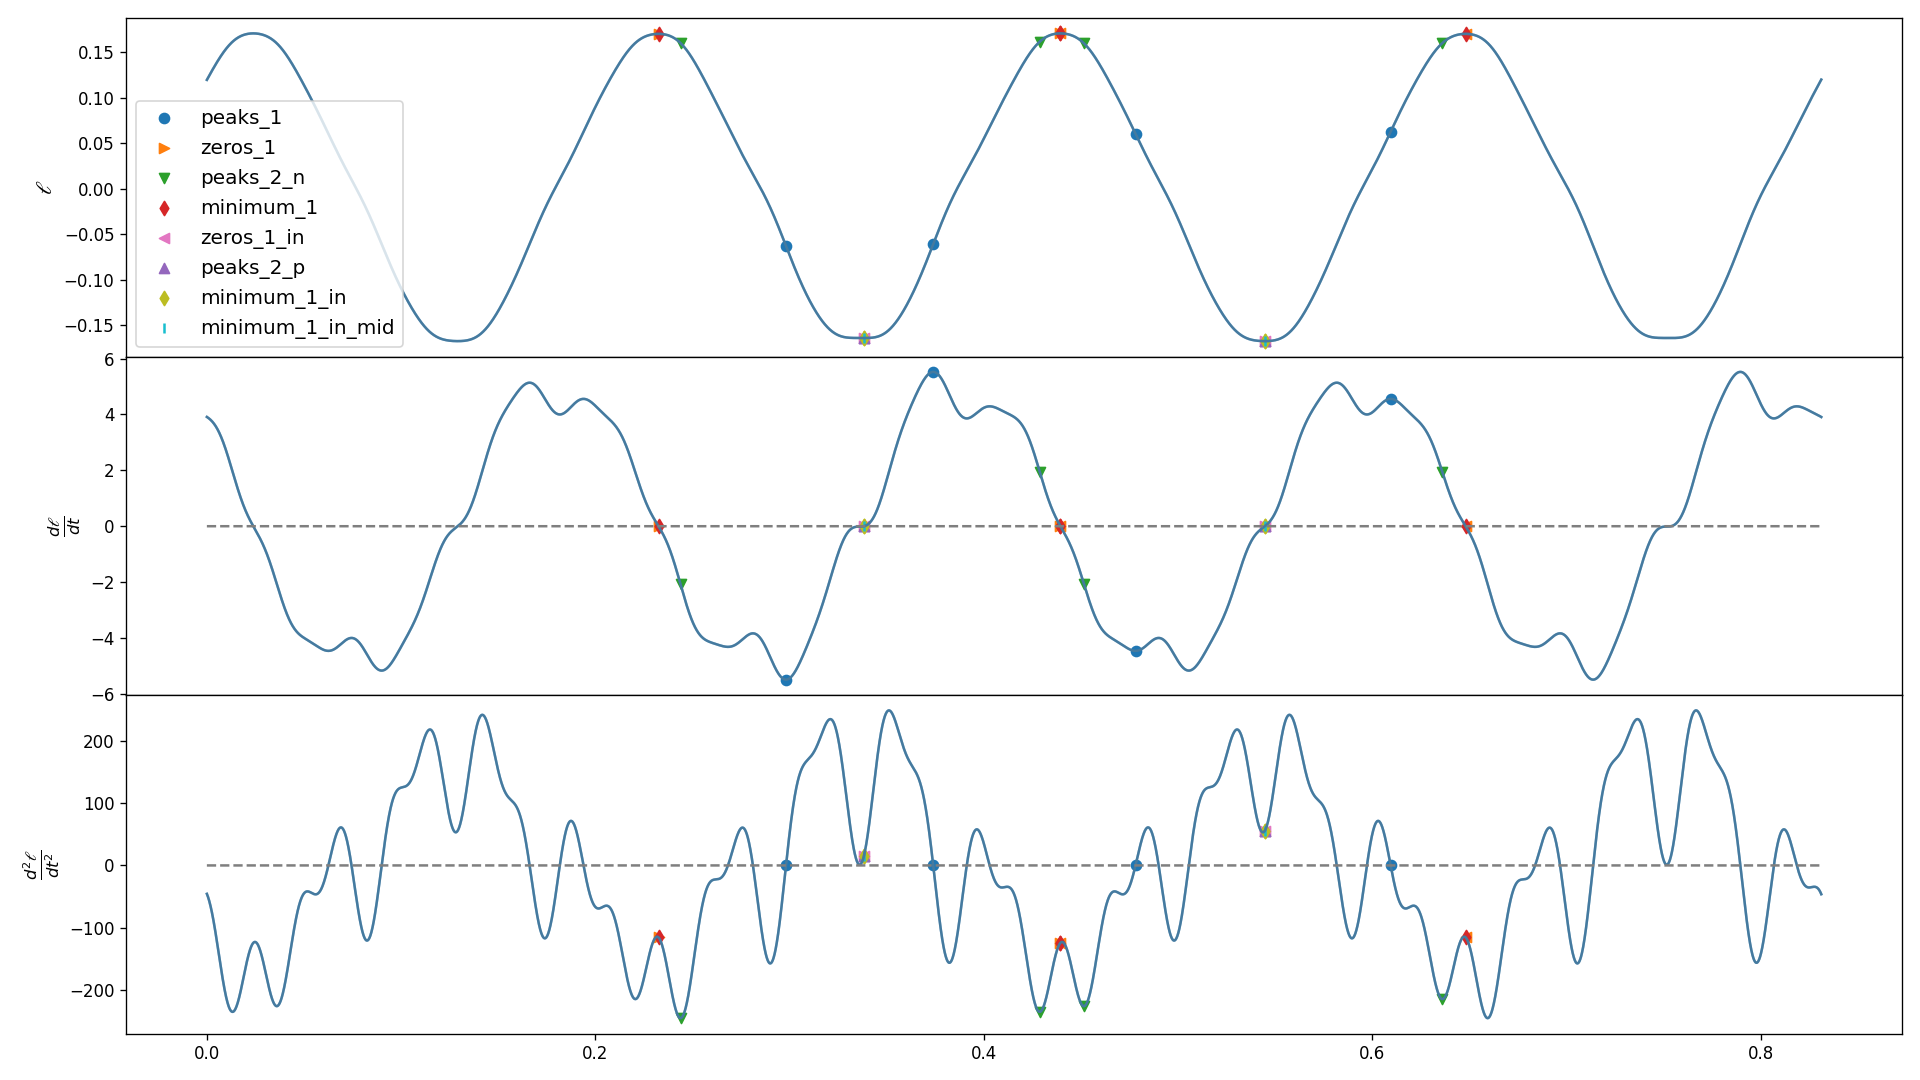 0.15
0.10
0.05
0.00
−0.05
−0.10
−0.15
ℓ
peaks_1
zeros_1
peaks_2_n
minimum_1
zeros_1_in
peaks_2_p
minimum_1_in
minimum_1_in_mid
6
4
2
0
−2
−4
−6
dℓ/dt
200
100
0
−100
−200
d²ℓ/dt²
0.0 0.2 0.4 0.6 0.8